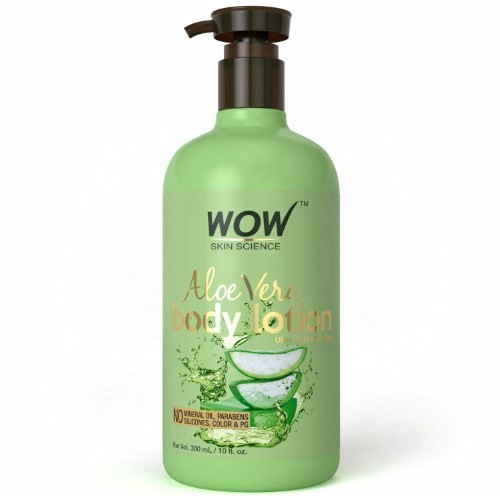 WOW™
SKIN SCIENCE
Aloe Vera
body lotion
NO MINERAL OIL, PARABENS
SILICONES, COLOR & PG
Net Vol. 300 mL / 10 fl. oz.